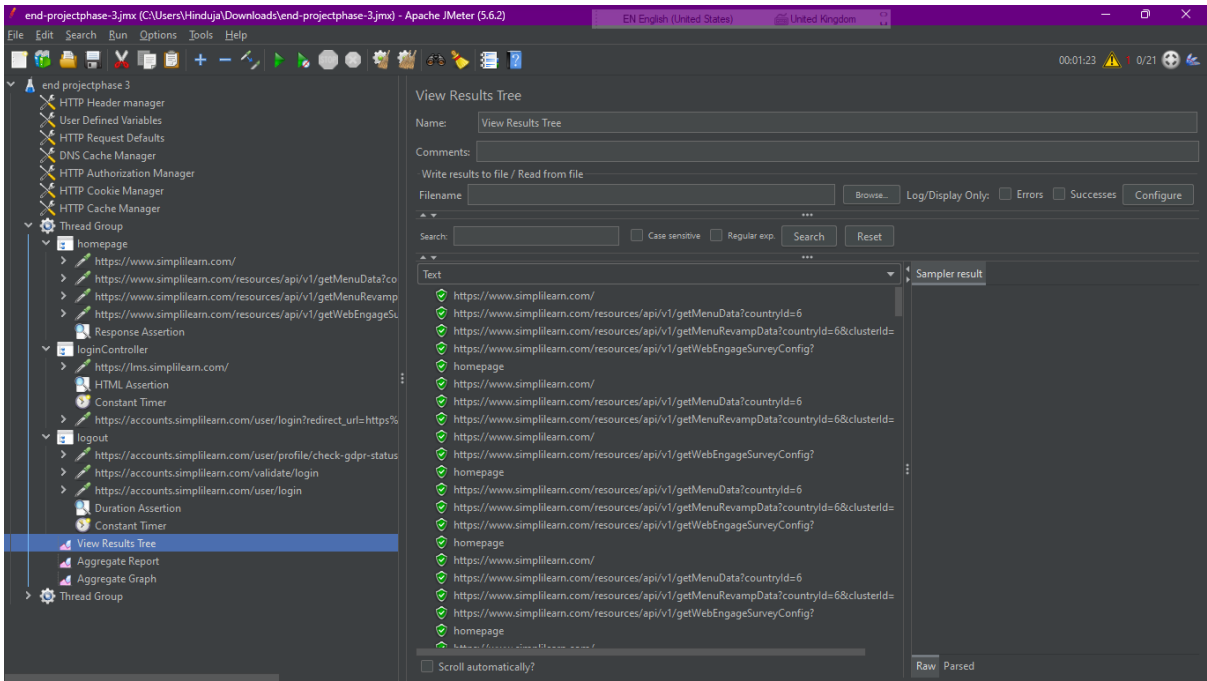 end-projectphase-3.jmx (C:\Users\Hinduja\Downloads\end-projectphase-3.jmx) - Apache JMeter (5.6.2)
EN English (United States) United Kingdom
File Edit Search Run Options Tools Help
00:01:23 1 0/21
end projectphase 3
HTTP Header manager
User Defined Variables
HTTP Request Defaults
DNS Cache Manager
HTTP Authorization Manager
HTTP Cookie Manager
HTTP Cache Manager
Thread Group
homepage
https://www.simplilearn.com/
https://www.simplilearn.com/resources/api/v1/getMenuData?co
https://www.simplilearn.com/resources/api/v1/getMenuRevamp
https://www.simplilearn.com/resources/api/v1/getWebEngageSu
Response Assertion
loginController
https://lms.simplilearn.com/
HTML Assertion
Constant Timer
https://accounts.simplilearn.com/user/login?redirect_url=https%
logout
https://accounts.simplilearn.com/user/profile/check-gdpr-status
https://accounts.simplilearn.com/validate/login
https://accounts.simplilearn.com/user/login
Duration Assertion
Constant Timer
View Results Tree
Aggregate Report
Aggregate Graph
Thread Group
View Results Tree
Name: View Results Tree
Comments:
Write results to file / Read from file
Filename Browse... Log/Display Only: Errors Successes Configure
Search: Case sensitive Regular exp. Search Reset
Text
Sampler result
https://www.simplilearn.com/
https://www.simplilearn.com/resources/api/v1/getMenuData?countryId=6
https://www.simplilearn.com/resources/api/v1/getMenuRevampData?countryId=6&clusterId=
https://www.simplilearn.com/resources/api/v1/getWebEngageSurveyConfig?
homepage
https://www.simplilearn.com/
https://www.simplilearn.com/resources/api/v1/getMenuData?countryId=6
https://www.simplilearn.com/resources/api/v1/getMenuRevampData?countryId=6&clusterId=
https://www.simplilearn.com/
https://www.simplilearn.com/resources/api/v1/getWebEngageSurveyConfig?
homepage
https://www.simplilearn.com/resources/api/v1/getMenuData?countryId=6
https://www.simplilearn.com/resources/api/v1/getMenuRevampData?countryId=6&clusterId=
https://www.simplilearn.com/resources/api/v1/getWebEngageSurveyConfig?
homepage
https://www.simplilearn.com/
https://www.simplilearn.com/resources/api/v1/getMenuData?countryId=6
https://www.simplilearn.com/resources/api/v1/getMenuRevampData?countryId=6&clusterId=
https://www.simplilearn.com/resources/api/v1/getWebEngageSurveyConfig?
homepage
Scroll automatically?
Raw Parsed